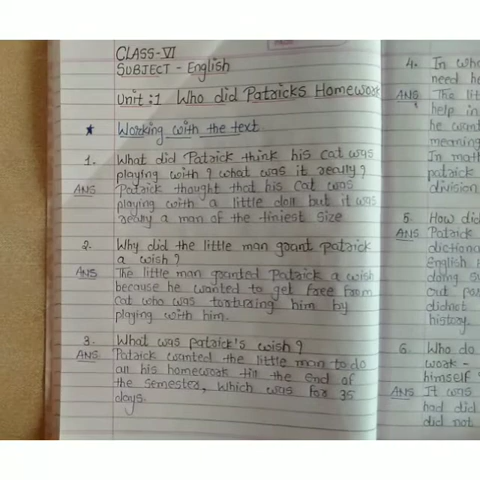 CLASS-VI
SUBJECT - English
Unit :1 Who did Patricks Homework
★ Working with the text
1. What did Patrick think his cat was
playing with? what was it really?
ANS Patrick thought that his cat was
playing with a little doll but it was
really a man of the tiniest size
2. Why did the little man grant patrick
a wish?
ANS The little man granted Patrick a wish
because he wanted to get free from
cat who was torturing him by
playing with him.
3. What was patrick's wish?
ANS Patrick wanted the little man to do
all his homework till the end of
the semester, which was for 35
days.
4. In
need
ANS The
help in
he
meaning
In
patrick
division
5. How did
ANS Patrick
English
doing
out
didn't
history.
6. Who do
work -
himself
ANS It was
had did
did not